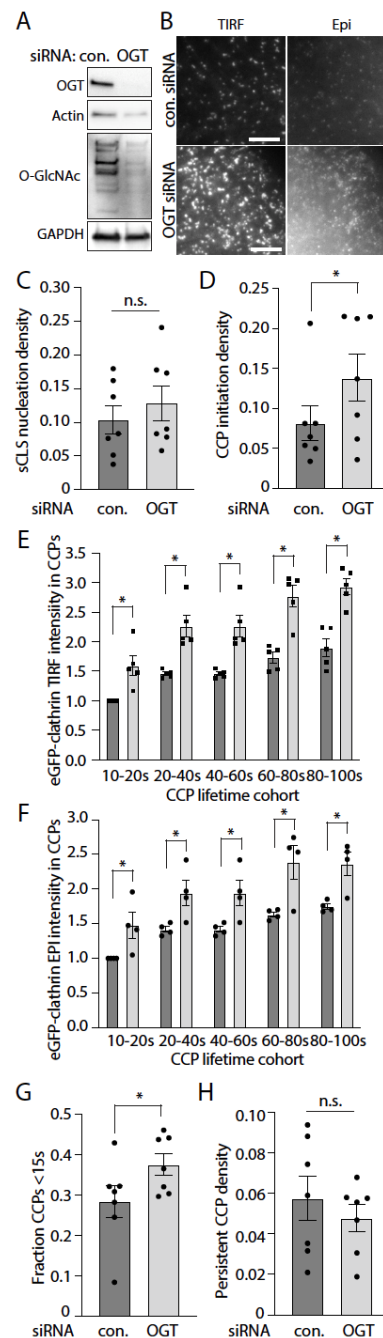 A
siRNA: con. OGT
OGT
Actin
O-GlcNAc
GAPDH
B
TIRF Epi
con. siRNA
OGT siRNA
C
n.s.
sCLS nucleation density
0.30
0.25
0.20
0.15
0.10
0.05
0
siRNA con. OGT
D
*
CCP initiation density
0.20
0.15
0.10
0.05
0
siRNA con. OGT
E
eGFP-clathrin TIRF intensiity in CCPs
3.5
3.0
2.5
2.0
1.5
1.0
0.5
0
* * * * *
10-20s 20-40s 40-60s 60-80s 80-100s
CCP lifetime cohort
F
eGFP-clathrin EPI intensiity in CCPs
3.0
2.5
2.0
1.5
1.0
0.5
0
* * * * *
10-20s 20-40s 40-60s 60-80s 80-100s
CCP lifetime cohort
G
*
Fraction CCPs <15s
0.5
0.4
0.3
0.2
0.1
0
siRNA con. OGT
H
n.s.
Persistent CCP density
0.10
0.08
0.06
0.04
0.02
0
siRNA con. OGT